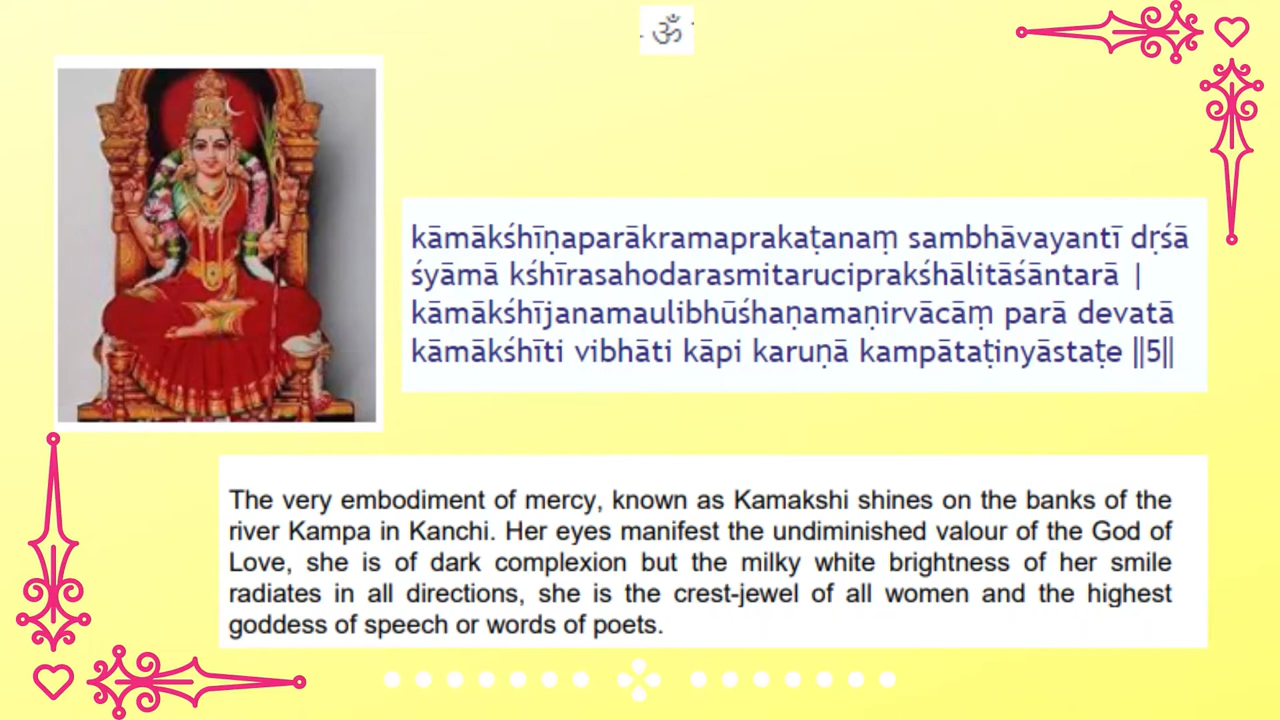 ॐ
kāmākśhīṇaparākramaprakaṭanaṃ sambhāvayantī dṛśā
śyāmā kśhīrasahodarasmitaruciprakśhālitāśāntarā |
kāmākśhījanamaulibhūśhaṇamaṇirvācāṃ parā devatā
kāmākśhīti vibhāti kāpi karuṇā kampātaṭinyāstaṭe ||5||
The very embodiment of mercy, known as Kamakshi shines on the banks of the
river Kampa in Kanchi. Her eyes manifest the undiminished valour of the God of
Love, she is of dark complexion but the milky white brightness of her smile
radiates in all directions, she is the crest-jewel of all women and the highest
goddess of speech or words of poets.